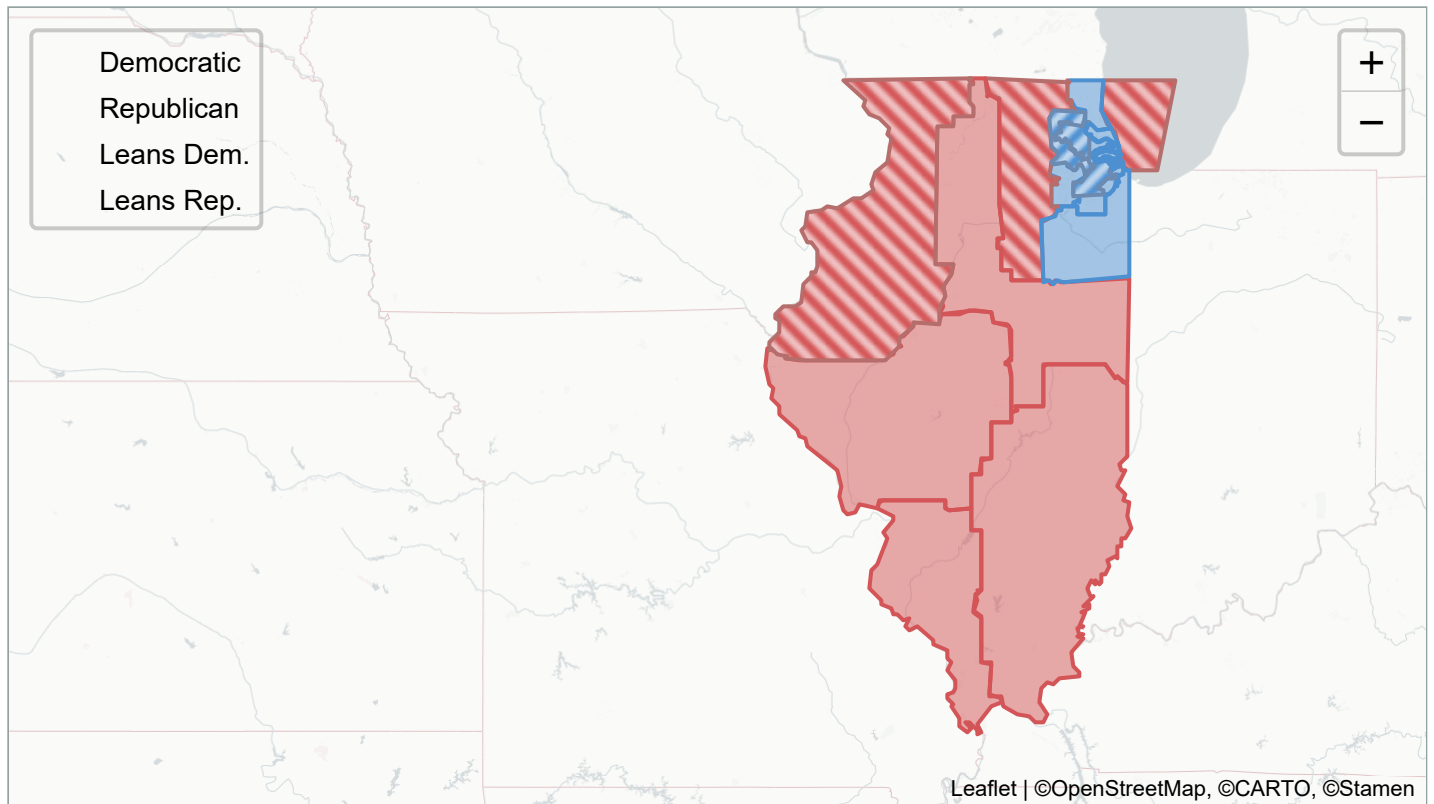 Democratic
Republican
Leans Dem.
Leans Rep.
+
−
Leaflet | ©OpenStreetMap, ©CARTO, ©Stamen